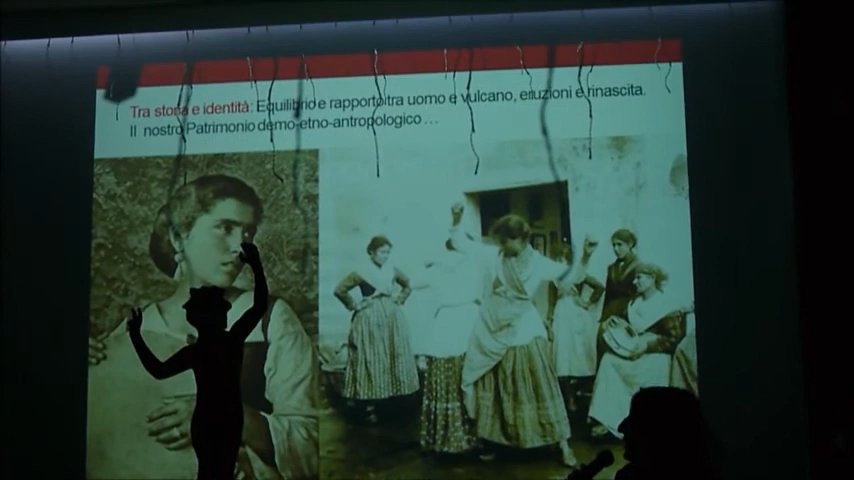 Tra storia e identità: Equilibrio e rapporto tra uomo e vulcano, eruzioni e rinascita.
Il nostro Patrimonio demo-etno-antropologico …